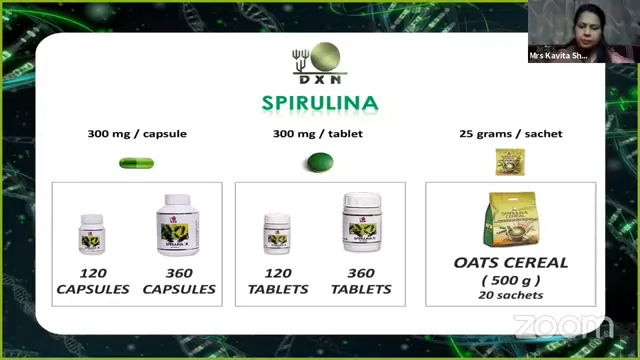 Mrs Kavita Sh...
DXN
SPIRULINA
300 mg / capsule
300 mg / tablet
25 grams / sachet
120 CAPSULES
360 CAPSULES
120 TABLETS
360 TABLETS
OATS CEREAL
( 500 g )
20 sachets
zoom